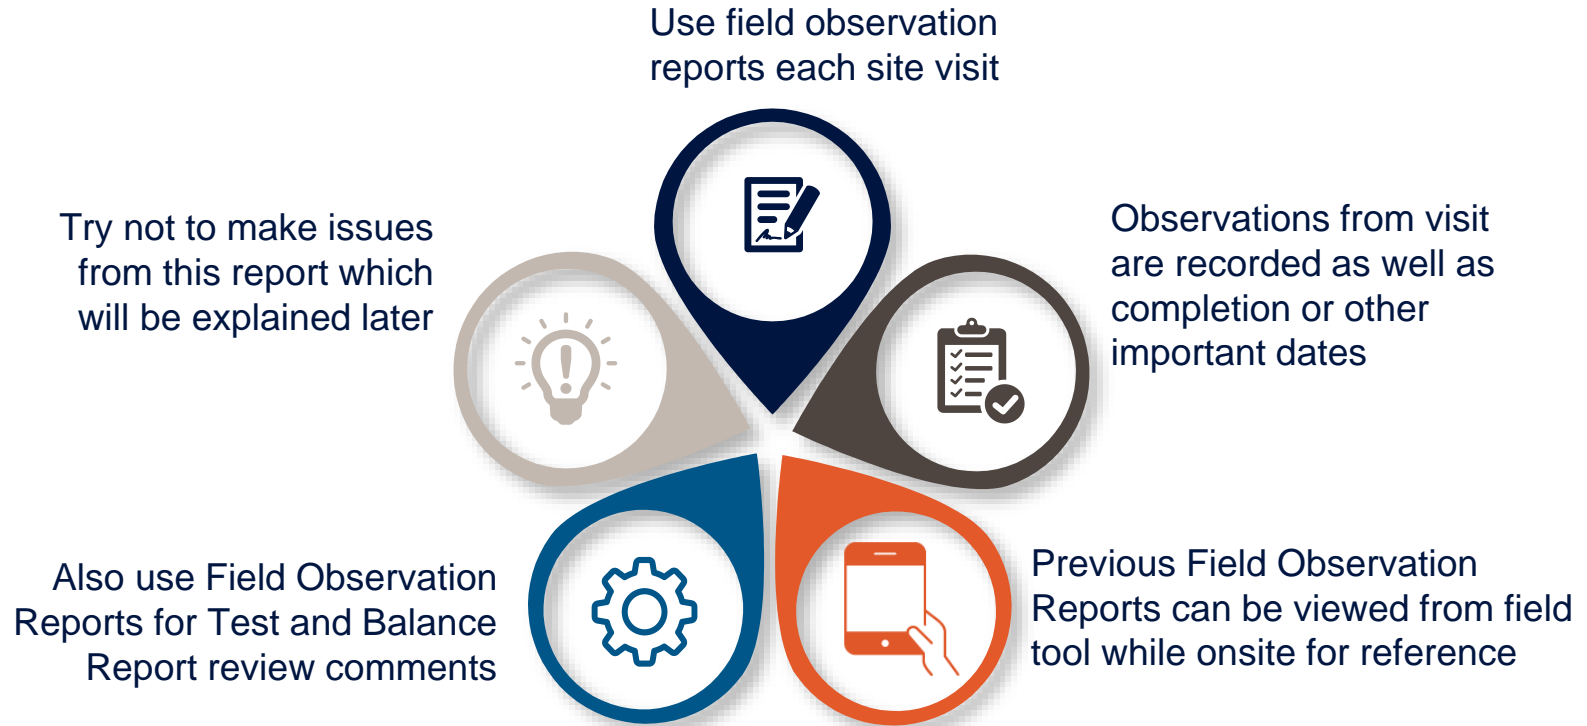 Use field observation
reports each site visit
Observations from visit
are recorded as well as
completion or other
important dates
Previous Field Observation
Reports can be viewed from field
tool while onsite for reference
Also use Field Observation
Reports for Test and Balance
Report review comments
Try not to make issues
from this report which
will be explained later